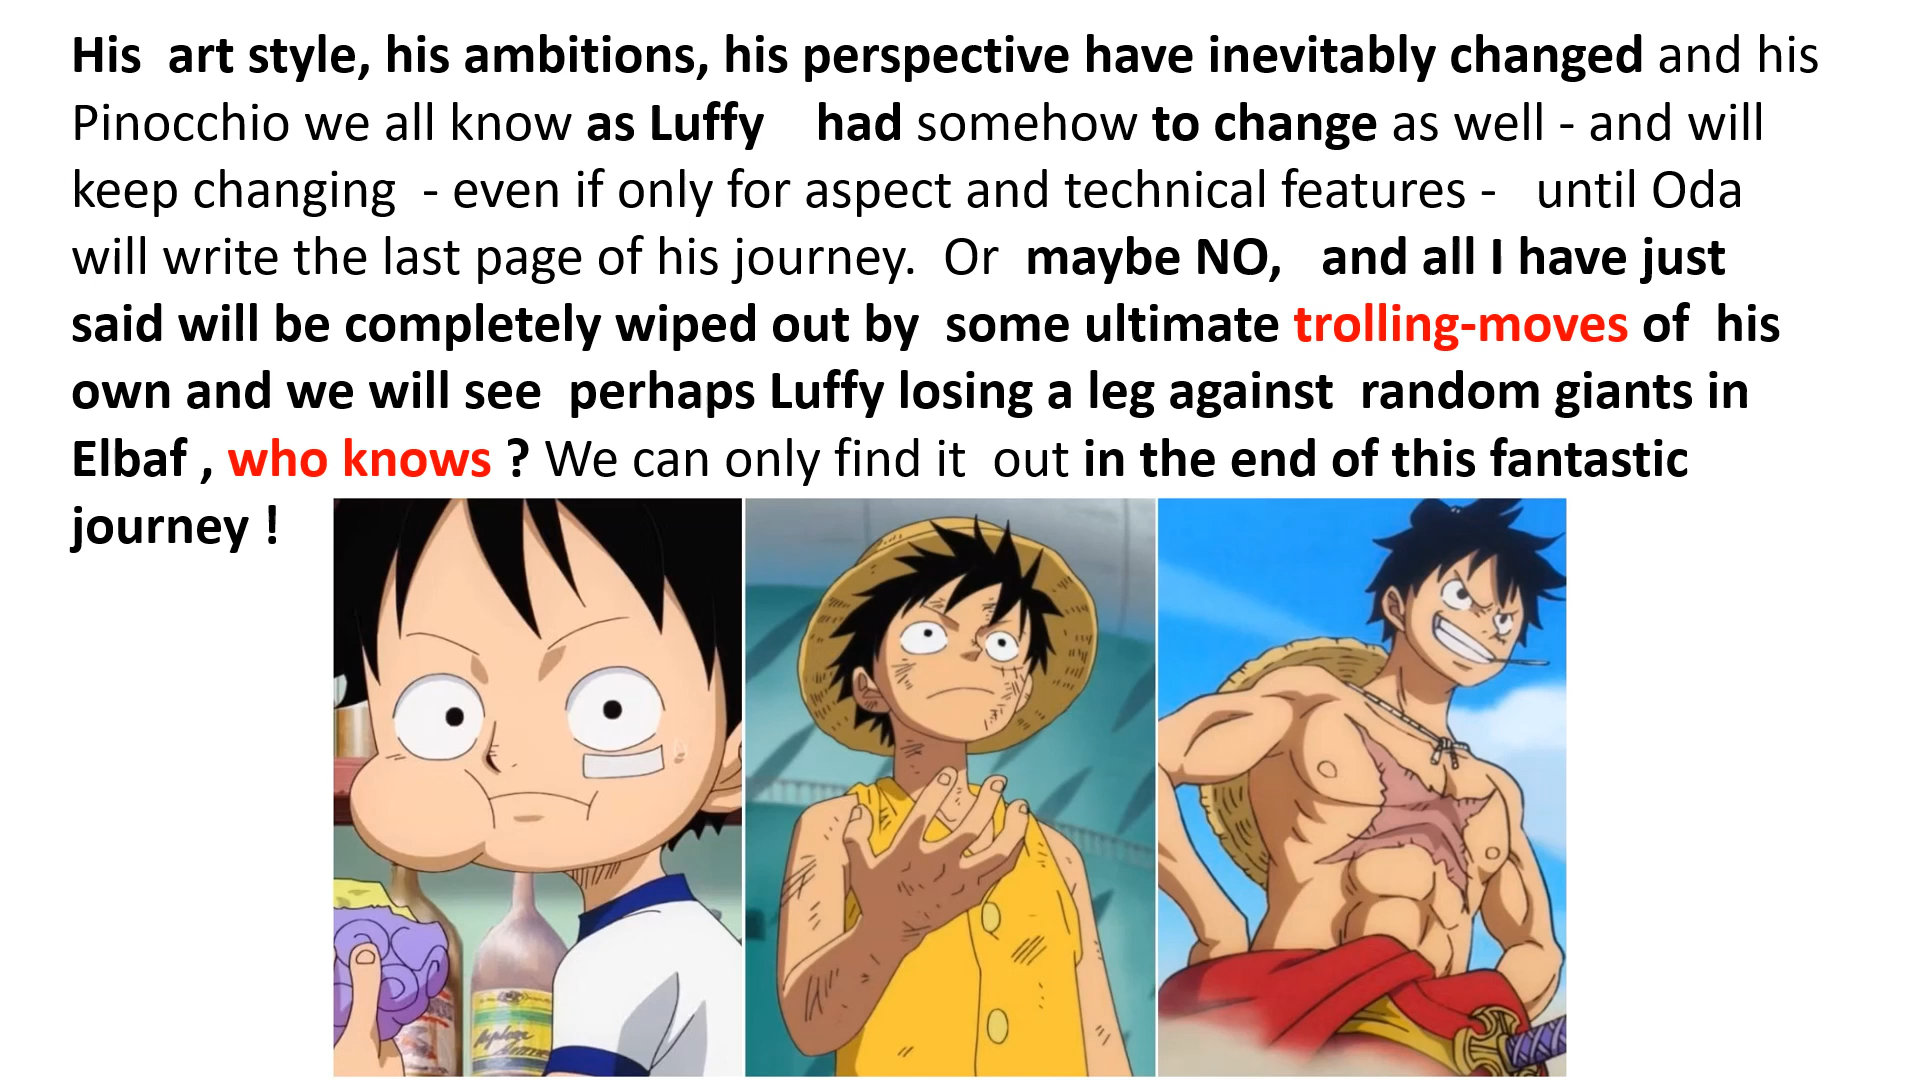 His  art style, his ambitions, his perspective have inevitably changed and his
Pinocchio we all know as Luffy    had somehow to change as well - and will
keep changing  - even if only for aspect and technical features -   until Oda
will write the last page of his journey.  Or  maybe NO,   and all I have just
said will be completely wiped out by  some ultimate trolling-moves of  his
own and we will see  perhaps Luffy losing a leg against  random giants in
Elbaf , who knows ? We can only find it  out in the end of this fantastic
journey !